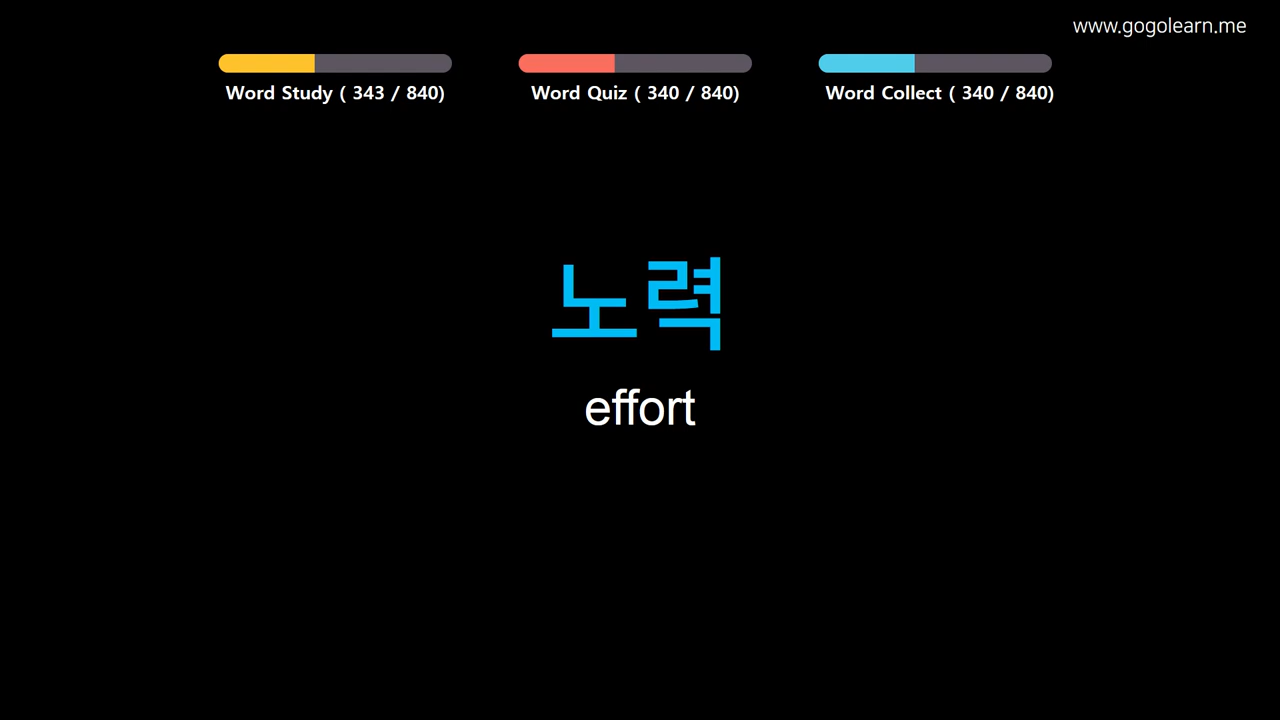 www.gogolearn.me
Word Study ( 343 / 840)
Word Quiz ( 340 / 840)
Word Collect ( 340 / 840)
노력
effort